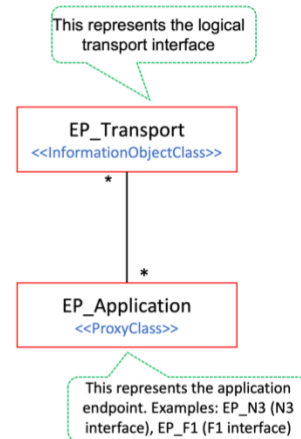 This represents the logical
transport interface
EP_Transport
<<InformationObjectClass>>
*
*
EP_Application
<<ProxyClass>>
This represents the application
endpoint. Examples: EP_N3 (N3
interface), EP_F1 (F1 interface)